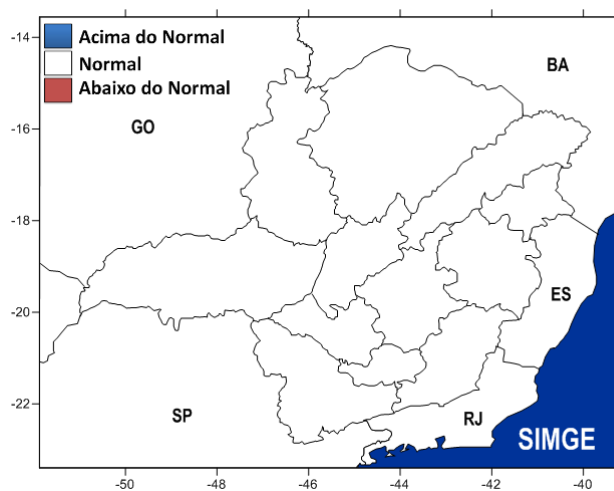 Acima do Normal
Normal
Abaixo do Normal
BA
GO
ES
SP
RJ
SIMGE
-14
-16
-18
-20
-22
-50
-48
-46
-44
-42
-40